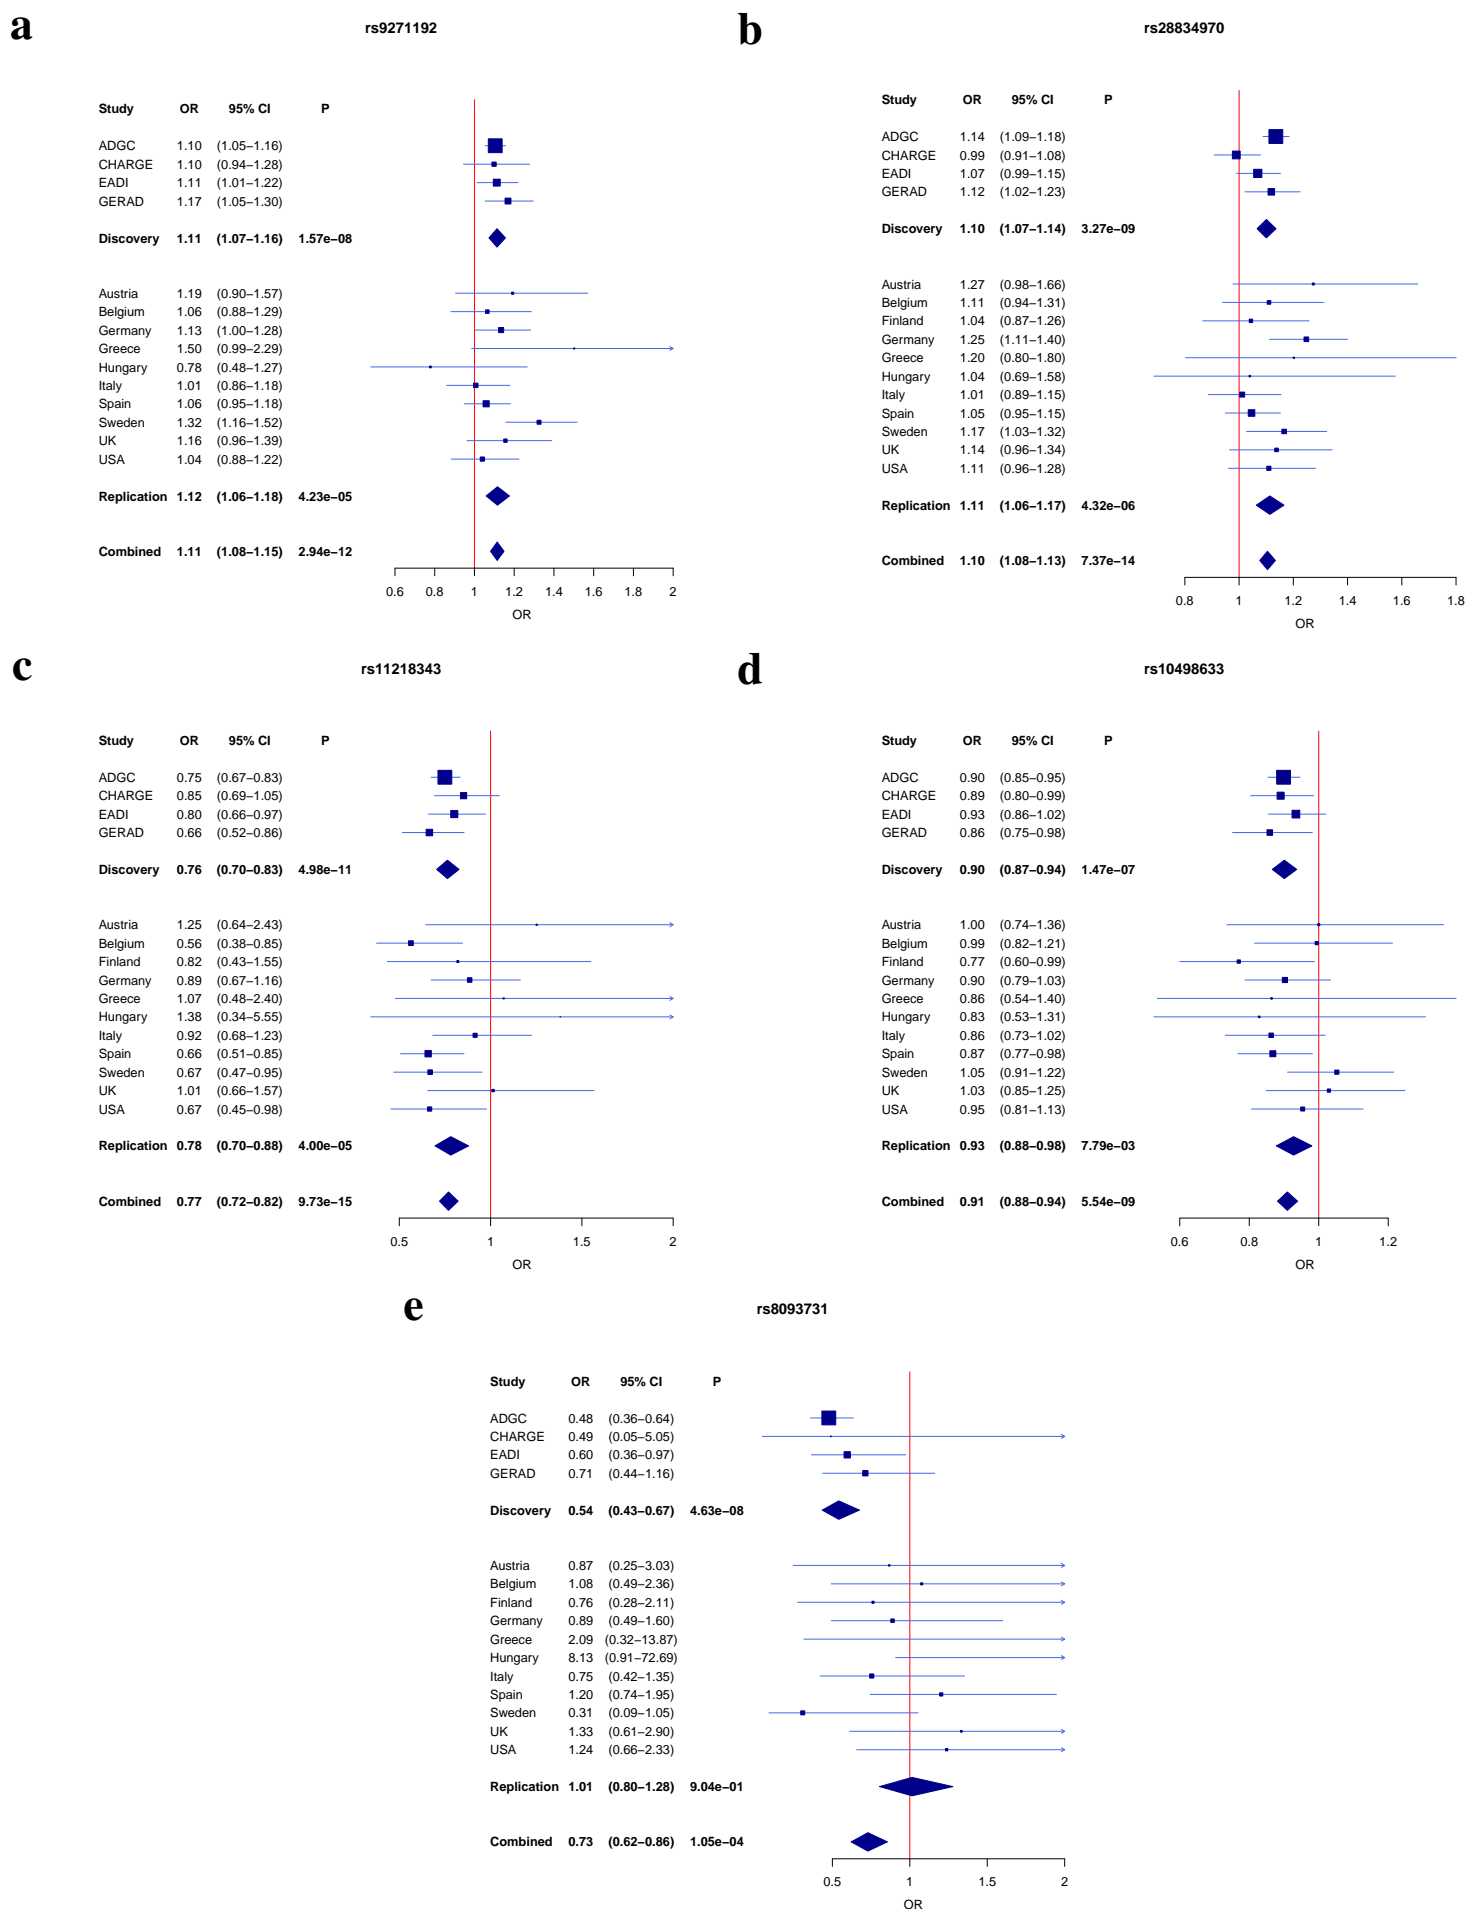 a
rs9271192
Study OR 95% CI P
ADGC 1.10 (1.05–1.16)
CHARGE 1.10 (0.94–1.28)
EADI 1.11 (1.01–1.22)
GERAD 1.17 (1.05–1.30)
Discovery 1.11 (1.07–1.16) 1.57e−08
Austria 1.19 (0.90–1.57)
Belgium 1.06 (0.88–1.29)
Germany 1.13 (1.00–1.28)
Greece 1.50 (0.99–2.29)
Hungary 0.78 (0.48–1.27)
Italy 1.01 (0.86–1.18)
Spain 1.06 (0.95–1.18)
Sweden 1.32 (1.16–1.52)
UK 1.16 (0.96–1.39)
USA 1.04 (0.88–1.22)
Replication 1.12 (1.06–1.18) 4.23e−05
Combined 1.11 (1.08–1.15) 2.94e−12
0.6 0.8 1 1.2 1.4 1.6 1.8 2
OR
b
rs28834970
Study OR 95% CI P
ADGC 1.14 (1.09–1.18)
CHARGE 0.99 (0.91–1.08)
EADI 1.07 (0.99–1.15)
GERAD 1.12 (1.02–1.23)
Discovery 1.10 (1.07–1.14) 3.27e−09
Austria 1.27 (0.98–1.66)
Belgium 1.11 (0.94–1.31)
Finland 1.04 (0.87–1.26)
Germany 1.25 (1.11–1.40)
Greece 1.20 (0.80–1.80)
Hungary 1.04 (0.69–1.58)
Italy 1.01 (0.89–1.15)
Spain 1.05 (0.95–1.15)
Sweden 1.17 (1.03–1.32)
UK 1.14 (0.96–1.34)
USA 1.11 (0.96–1.28)
Replication 1.11 (1.06–1.17) 4.32e−06
Combined 1.10 (1.08–1.13) 7.37e−14
0.8 1 1.2 1.4 1.6 1.8
OR
c
rs11218343
Study OR 95% CI P
ADGC 0.75 (0.67–0.83)
CHARGE 0.85 (0.69–1.05)
EADI 0.80 (0.66–0.97)
GERAD 0.66 (0.52–0.86)
Discovery 0.76 (0.70–0.83) 4.98e−11
Austria 1.25 (0.64–2.43)
Belgium 0.56 (0.38–0.85)
Finland 0.82 (0.43–1.55)
Germany 0.89 (0.67–1.16)
Greece 1.07 (0.48–2.40)
Hungary 1.38 (0.34–5.55)
Italy 0.92 (0.68–1.23)
Spain 0.66 (0.51–0.85)
Sweden 0.67 (0.47–0.95)
UK 1.01 (0.66–1.57)
USA 0.67 (0.45–0.98)
Replication 0.78 (0.70–0.88) 4.00e−05
Combined 0.77 (0.72–0.82) 9.73e−15
0.5 1 1.5 2
OR
d
rs10498633
Study OR 95% CI P
ADGC 0.90 (0.85–0.95)
CHARGE 0.89 (0.80–0.99)
EADI 0.93 (0.86–1.02)
GERAD 0.86 (0.75–0.98)
Discovery 0.90 (0.87–0.94) 1.47e−07
Austria 1.00 (0.74–1.36)
Belgium 0.99 (0.82–1.21)
Finland 0.77 (0.60–0.99)
Germany 0.90 (0.79–1.03)
Greece 0.86 (0.54–1.40)
Hungary 0.83 (0.53–1.31)
Italy 0.86 (0.73–1.02)
Spain 0.87 (0.77–0.98)
Sweden 1.05 (0.91–1.22)
UK 1.03 (0.85–1.25)
USA 0.95 (0.81–1.13)
Replication 0.93 (0.88–0.98) 7.79e−03
Combined 0.91 (0.88–0.94) 5.54e−09
0.6 0.8 1 1.2
OR
e
rs8093731
Study OR 95% CI P
ADGC 0.48 (0.36–0.64)
CHARGE 0.49 (0.05–5.05)
EADI 0.60 (0.36–0.97)
GERAD 0.71 (0.44–1.16)
Discovery 0.54 (0.43–0.67) 4.63e−08
Austria 0.87 (0.25–3.03)
Belgium 1.08 (0.49–2.36)
Finland 0.76 (0.28–2.11)
Germany 0.89 (0.49–1.60)
Greece 2.09 (0.32–13.87)
Hungary 8.13 (0.91–72.69)
Italy 0.75 (0.42–1.35)
Spain 1.20 (0.74–1.95)
Sweden 0.31 (0.09–1.05)
UK 1.33 (0.61–2.90)
USA 1.24 (0.66–2.33)
Replication 1.01 (0.80–1.28) 9.04e−01
Combined 0.73 (0.62–0.86) 1.05e−04
0.5 1 1.5 2
OR